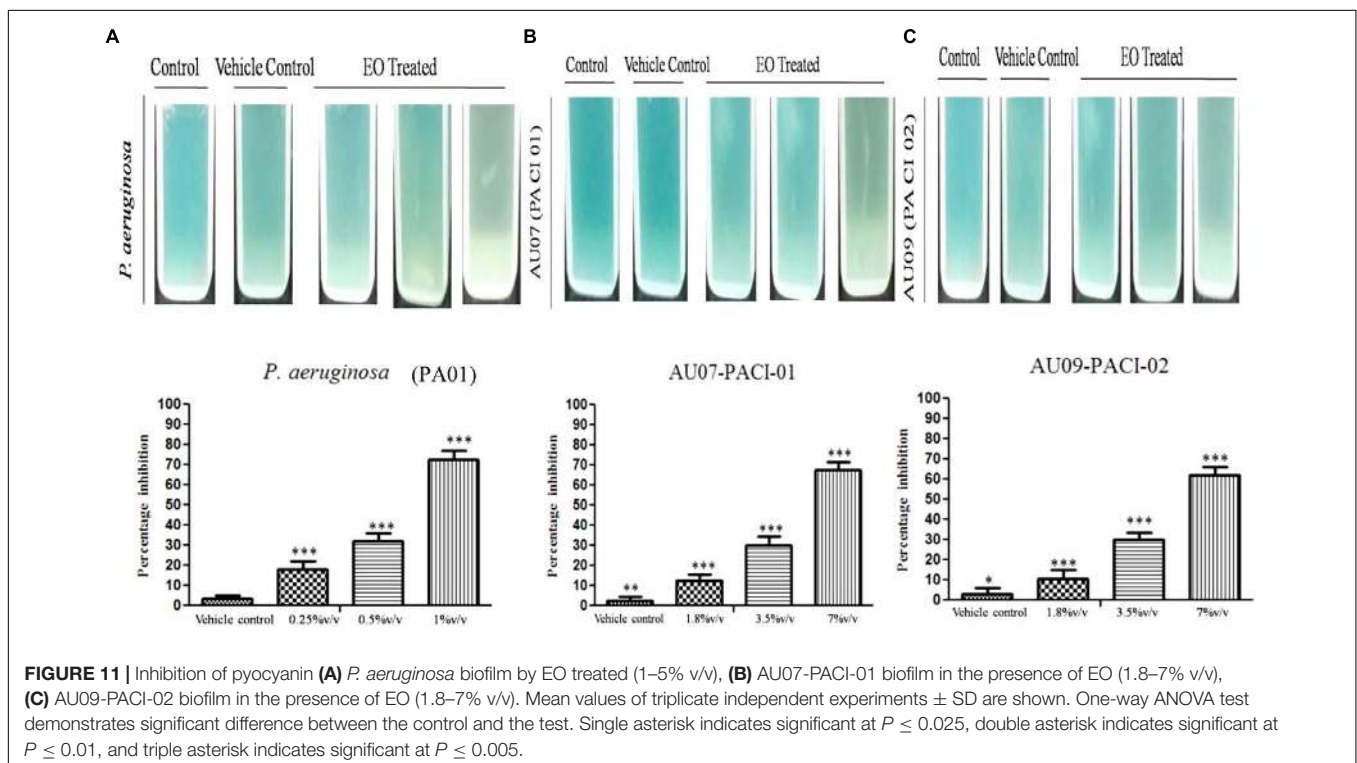 A
B
C
Control Vehicle Control EO Treated
Control Vehicle Control EO Treated
Control Vehicle Control EO Treated
P. aeruginosa
AU07 (PA CI 01)
AU09 (PA CI 02)
P. aeruginosa (PA01)
Percentage inhibition
100
90
80
70
60
50
40
30
20
10
0
***
***
***
Vehicle control 0.25%v/v 0.5%v/v 1%v/v
AU07-PACI-01
Percentage inhibition
100
90
80
70
60
50
40
30
20
10
0
**
***
***
***
Vehicle control 1.8%v/v 3.5%v/v 7%v/v
AU09-PACI-02
Percentage inhibition
100
90
80
70
60
50
40
30
20
10
0
*
***
***
***
Vehicle control 1.8%v/v 3.5%v/v 7%v/v
FIGURE 11 | Inhibition of pyocyanin (A) P. aeruginosa biofilm by EO treated (1–5% v/v), (B) AU07-PACI-01 biofilm in the presence of EO (1.8–7% v/v),
(C) AU09-PACI-02 biofilm in the presence of EO (1.8–7% v/v). Mean values of triplicate independent experiments ± SD are shown. One-way ANOVA test
demonstrates significant difference between the control and the test. Single asterisk indicates significant at P ≤ 0.025, double asterisk indicates significant at
P ≤ 0.01, and triple asterisk indicates significant at P ≤ 0.005.